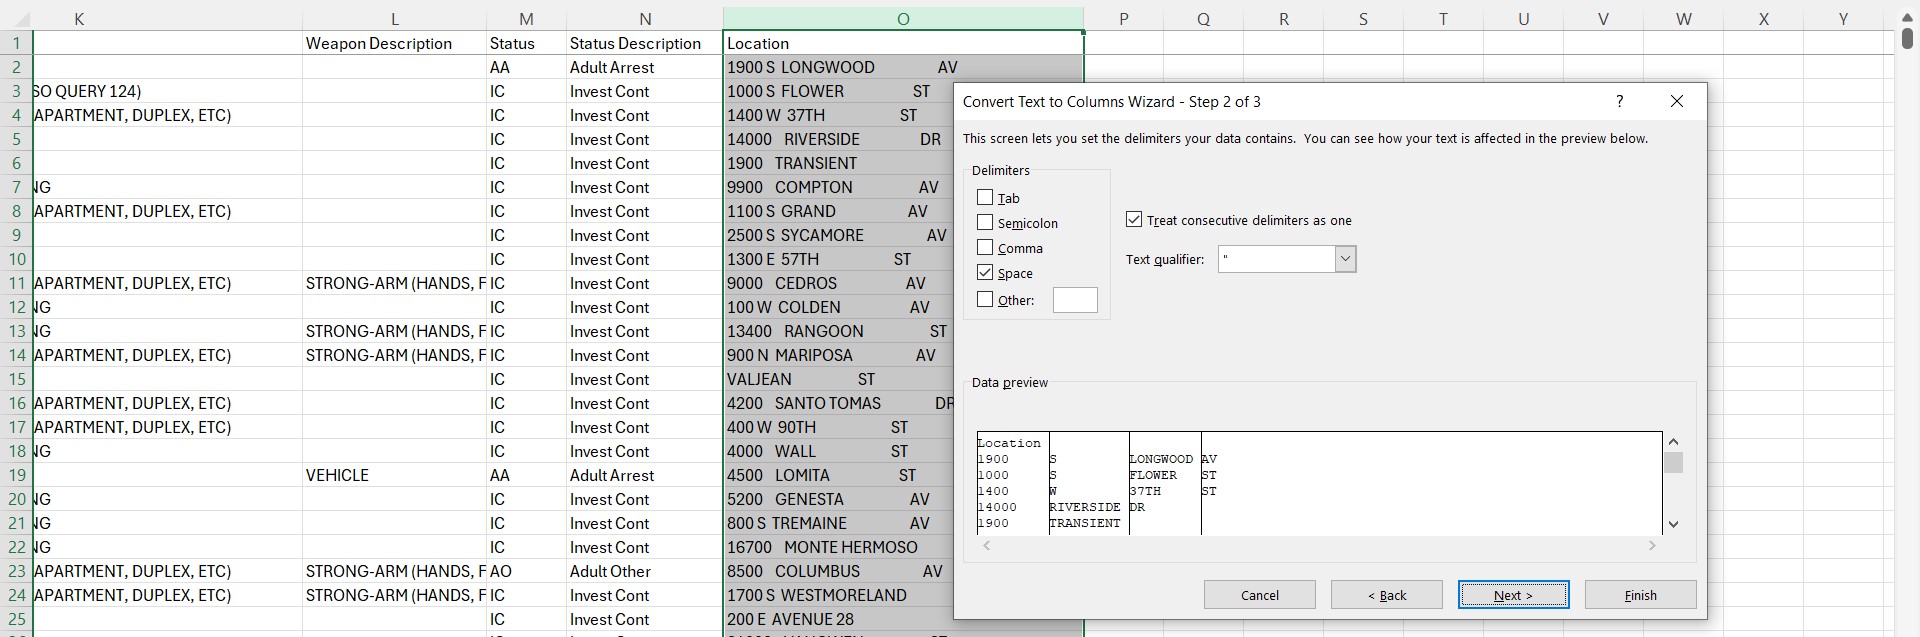 K L M N O P Q R S T U V W X Y
1 Weapon Description Status Status Description Location
2 AA Adult Arrest 1900 S LONGWOOD AV
3 SO QUERY 124) IC Invest Cont 1000 S FLOWER ST
4 APARTMENT, DUPLEX, ETC) IC Invest Cont 1400 W 37TH ST
5 IC Invest Cont 14000 RIVERSIDE DR
6 IC Invest Cont 1900 TRANSIENT
7 NG IC Invest Cont 9900 COMPTON AV
8 APARTMENT, DUPLEX, ETC) IC Invest Cont 1100 S GRAND AV
9 IC Invest Cont 2500 S SYCAMORE AV
10 IC Invest Cont 1300 E 57TH ST
11 APARTMENT, DUPLEX, ETC) STRONG-ARM (HANDS, F IC Invest Cont 9000 CEDROS AV
12 NG IC Invest Cont 100 W COLDEN AV
13 NG STRONG-ARM (HANDS, F IC Invest Cont 13400 RANGOON ST
14 APARTMENT, DUPLEX, ETC) STRONG-ARM (HANDS, F IC Invest Cont 900 N MARIPOSA AV
15 IC Invest Cont VALJEAN ST
16 APARTMENT, DUPLEX, ETC) IC Invest Cont 4200 SANTO TOMAS DR
17 APARTMENT, DUPLEX, ETC) IC Invest Cont 400 W 90TH ST
18 NG IC Invest Cont 4000 WALL ST
19 VEHICLE AA Adult Arrest 4500 LOMITA ST
20 NG IC Invest Cont 5200 GENESTA AV
21 NG IC Invest Cont 800 S TREMAINE AV
22 NG IC Invest Cont 16700 MONTE HERMOSO
23 APARTMENT, DUPLEX, ETC) STRONG-ARM (HANDS, F AO Adult Other 8500 COLUMBUS AV
24 APARTMENT, DUPLEX, ETC) STRONG-ARM (HANDS, F IC Invest Cont 1700 S WESTMORELAND
25 IC Invest Cont 200 E AVENUE 28
Convert Text to Columns Wizard - Step 2 of 3 ?
This screen lets you set the delimiters your data contains. You can see how your text is affected in the preview below.
Delimiters
Tab
Semicolon
Comma
Space
Other:
Treat consecutive delimiters as one
Text qualifier: "
Data preview
Location
1900 S LONGWOOD AV
1000 S FLOWER ST
1400 W 37TH ST
14000 RIVERSIDE DR
1900 TRANSIENT
Cancel < Back Next > Finish